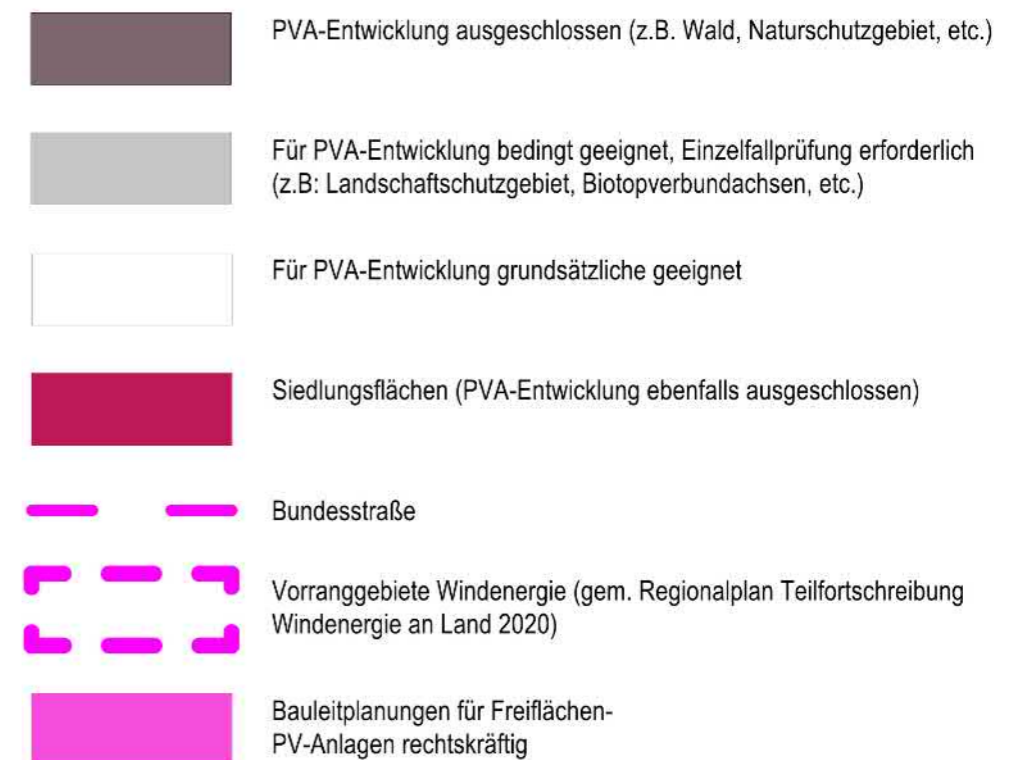 PVA-Entwicklung ausgeschlossen (z.B. Wald, Naturschutzgebiet, etc.)
Für PVA-Entwicklung bedingt geeignet, Einzelfallprüfung erforderlich
(z.B: Landschaftschutzgebiet, Biotopverbundachsen, etc.)
Für PVA-Entwicklung grundsätzliche geeignet
Siedlungsflächen (PVA-Entwicklung ebenfalls ausgeschlossen)
Bundesstraße
Vorranggebiete Windenergie (gem. Regionalplan Teilfortschreibung
Windenergie an Land 2020)
Bauleitplanungen für Freiflächen-
PV-Anlagen rechtskräftig